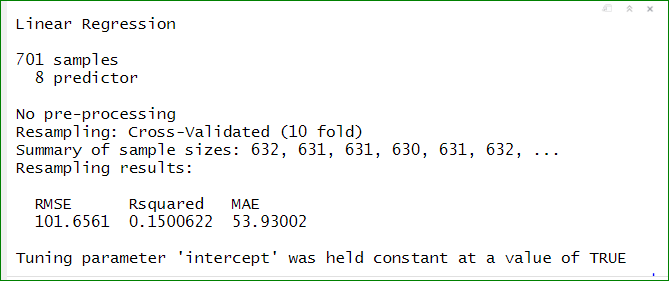 Linear Regression
701 samples
8 predictor
No pre-processing
Resampling: Cross-Validated (10 fold)
Summary of sample sizes: 632, 631, 631, 630, 631, 632, ...
Resampling results:
RMSE Rsquared MAE
101.6561 0.1500622 53.93002
Tuning parameter 'intercept' was held constant at a value of TRUE